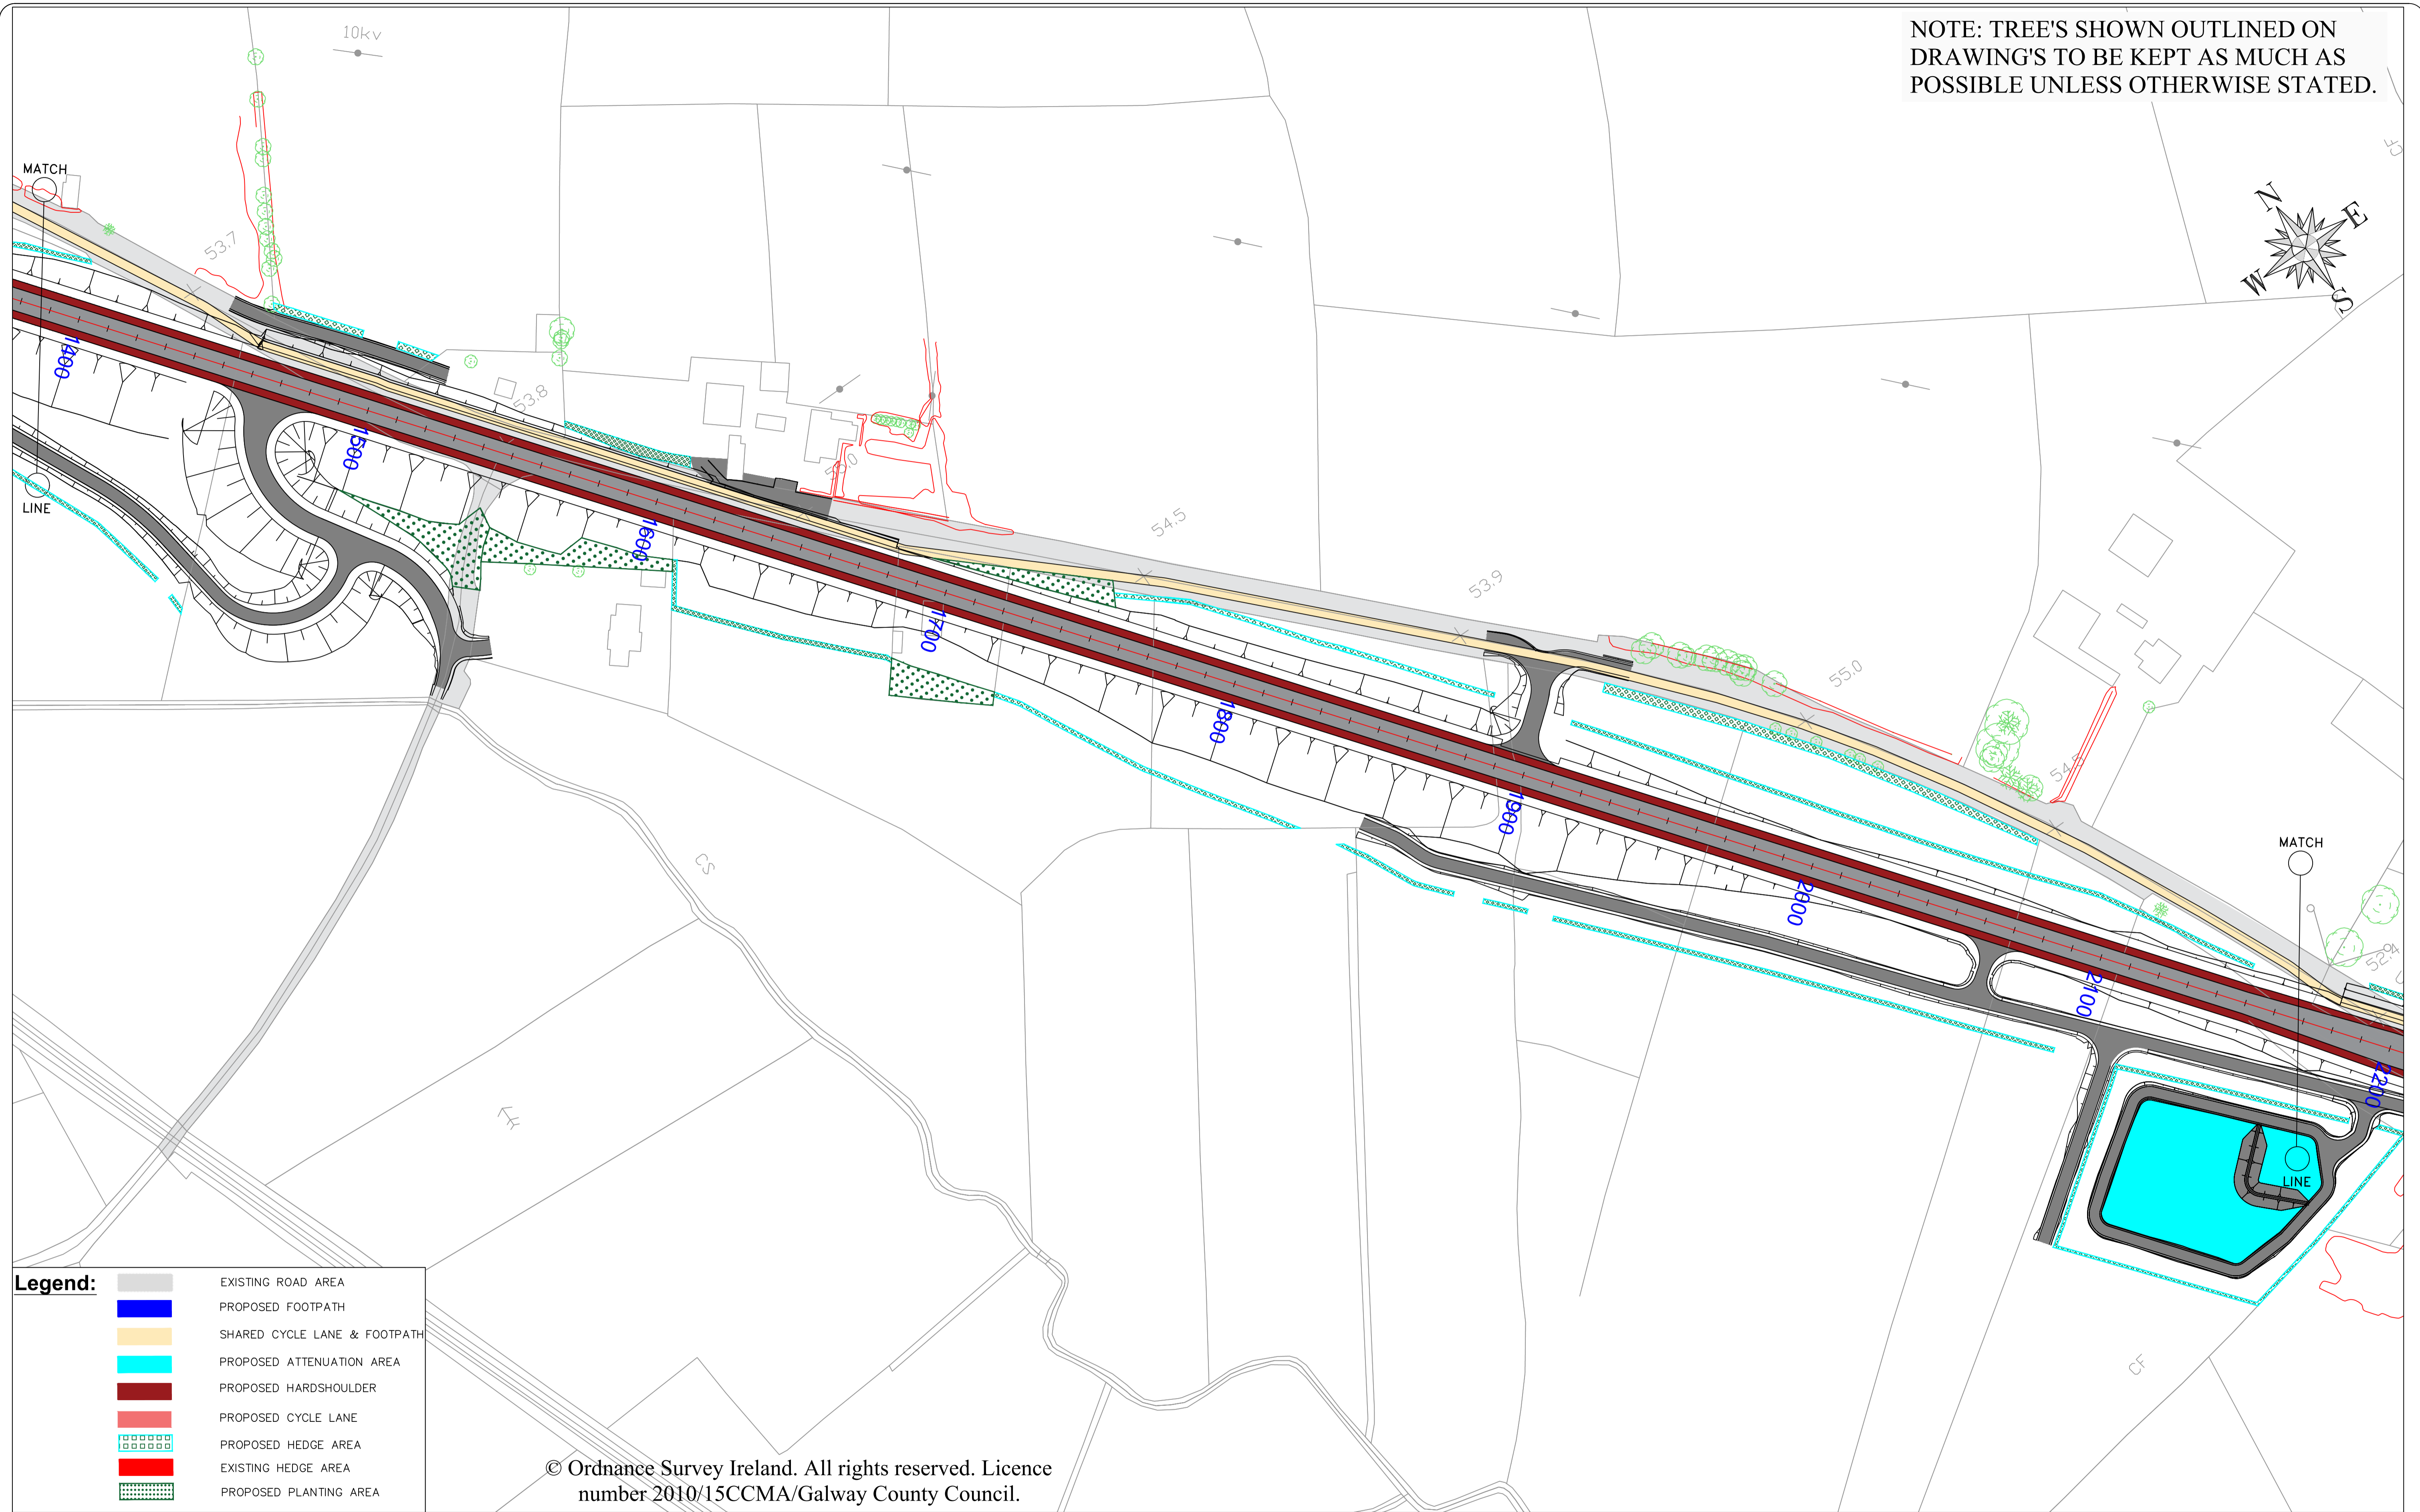 NOTE: TREE'S SHOWN OUTLINED ON
DRAWING'S TO BE KEPT AS MUCH AS
POSSIBLE UNLESS OTHERWISE STATED.
10kv
CF
MATCH
N
E
W
S
53.7
1400
53.8
1500
LINE
1600
54.5
53.9
1700
55.0
1800
1900
MATCH
CS
2000
52.4
2100
2200
LINE
CF
Legend:
EXISTING ROAD AREA
PROPOSED FOOTPATH
SHARED CYCLE LANE & FOOTPATH
PROPOSED ATTENUATION AREA
PROPOSED HARDSHOULDER
PROPOSED CYCLE LANE
PROPOSED HEDGE AREA
EXISTING HEDGE AREA
PROPOSED PLANTING AREA
© Ordnance Survey Ireland. All rights reserved. Licence
number 2010/15CCMA/Galway County Council.